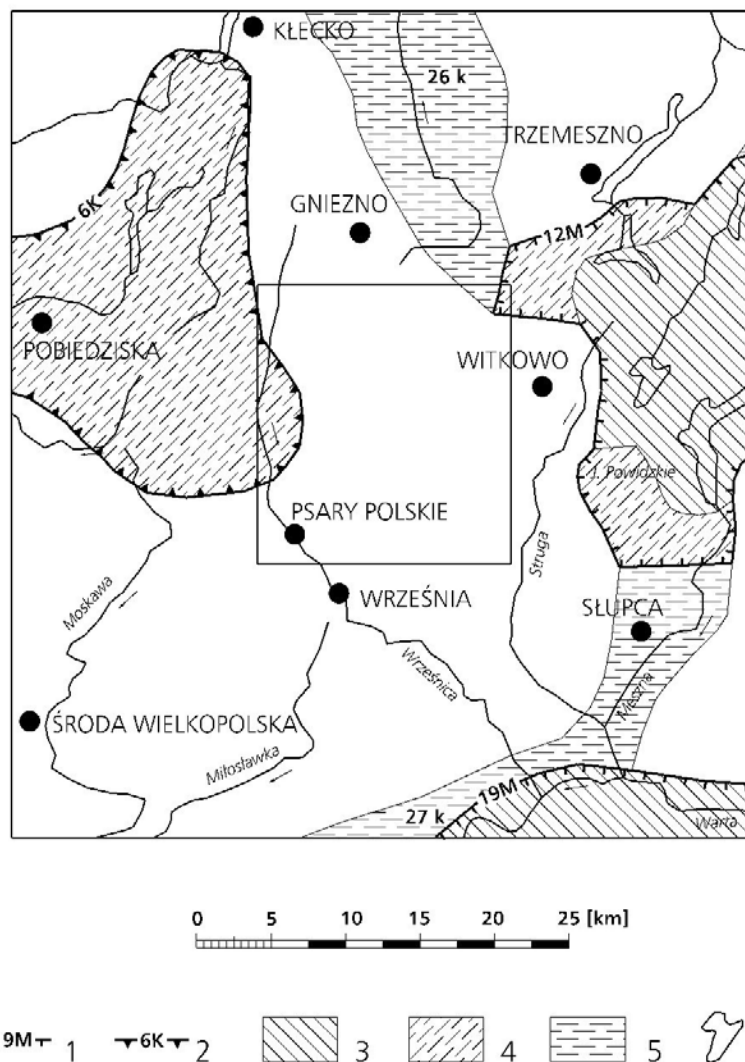 KŁECKO
26 k
TRZEMESZNO
6K
GNIEZNO
12M
POBIEDZISKA
WITKOWO
J. Powidzkie
PSARY POLSKIE
Struga
Moskawa
WRZEŚNIA
SŁUPCA
Wrześnica
Meszna
ŚRODA WIELKOPOLSKA
Miłosławka
19M
27 k
Warta
0 5 10 15 20 25 [km]
9M 1 6K 2 3 4 5